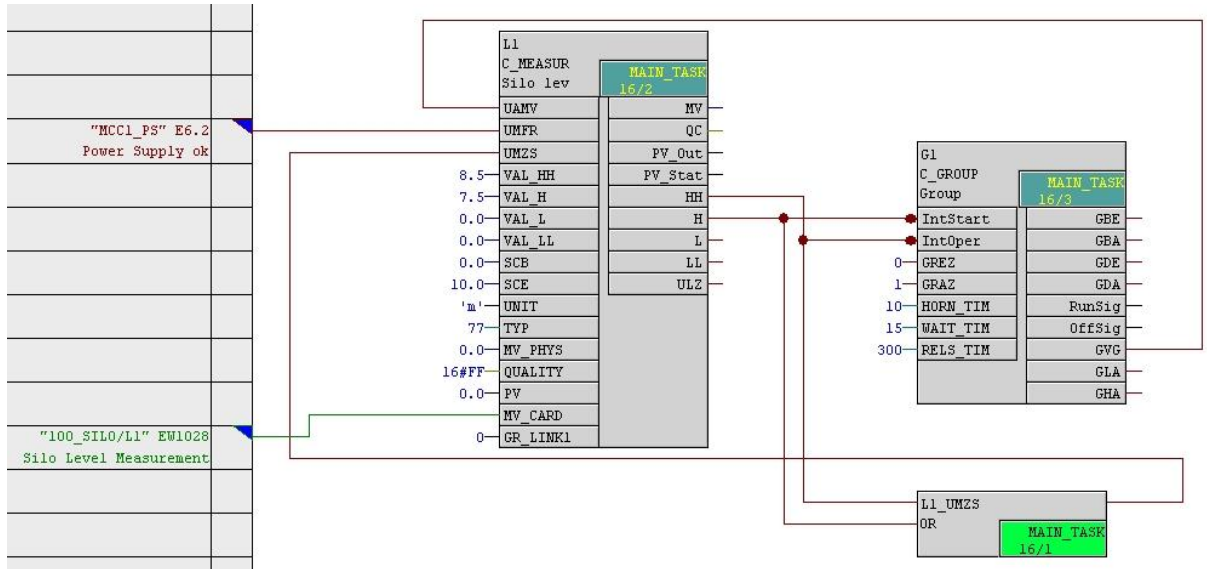 "MCC1_PS" E6.2
Power Supply ok
"100_SILO/L1" EW1028
Silo Level Measurement
L1
C_MEASUR
Silo lev
MAIN_TASK
16/2
UAMV MV
UMFR QC
UMZS PV_Out
8.5 VAL_HH PV_Stat
7.5 VAL_H HH
0.0 VAL_L H
0.0 VAL_LL L
0.0 SCB LL
10.0 SCE ULZ
'm' UNIT
77 TYP
0.0 MV_PHYS
16#FF QUALITY
0.0 PV
MV_CARD
0 GR_LINK1
G1
C_GROUP
Group
MAIN_TASK
16/3
IntStart GBE
IntOper GBA
0 GREZ GDE
1 GRAZ GDA
10 HORN_TIM RunSig
15 WAIT_TIM OffSig
300 RELS_TIM GVG
GLA
GHA
L1_UMZS
OR
MAIN_TASK
16/1